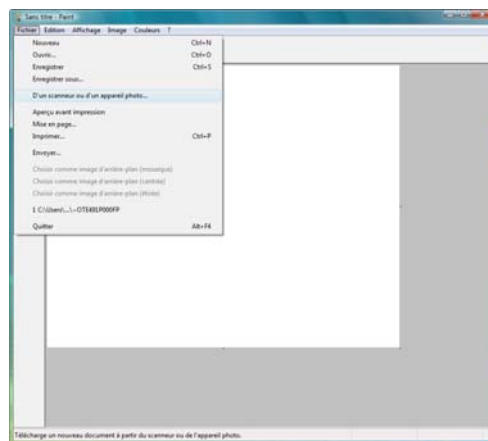 Sans titre - Paint
Fichier Edition Affichage Image Couleurs ?
Nouveau Ctrl+N
Ouvrir... Ctrl+O
Enregistrer Ctrl+S
Enregistrer sous...
D'un scanneur ou d'un appareil photo...
Aperçu avant impression
Mise en page...
Imprimer... Ctrl+P
Envoyer...
Choisir comme image d'arrière-plan (mosaïque)
Choisir comme image d'arrière-plan (centrée)
Choisir comme image d'arrière-plan (étirée)
Quitter Alt+F4
Télécharge un nouveau document à partir du scanneur ou de l'appareil photo.